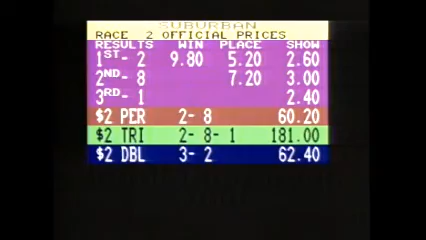 SUBURBAN
RACE 2 OFFICIAL PRICES
RESULTS WIN PLACE SHOW
1ST- 2 9.80 5.20 2.60
2ND- 8 7.20 3.00
3RD- 1 2.40
$2 PER 2- 8 60.20
$2 TRI 2- 8- 1 181.00
$2 DBL 3- 2 62.40